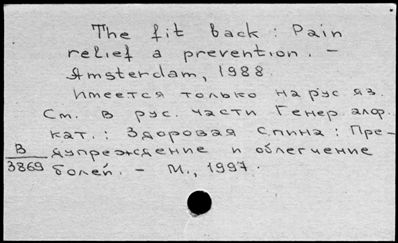 The fit back : Pain
relief a prevention. –
Amsterdam, 1988.
Имеется только на рус. яз.
См. в рус. части Генер. алф.
кат.: Здоровая спина : Пре-
В
3869
дупреждение и облегчение
болей. – М., 1997.